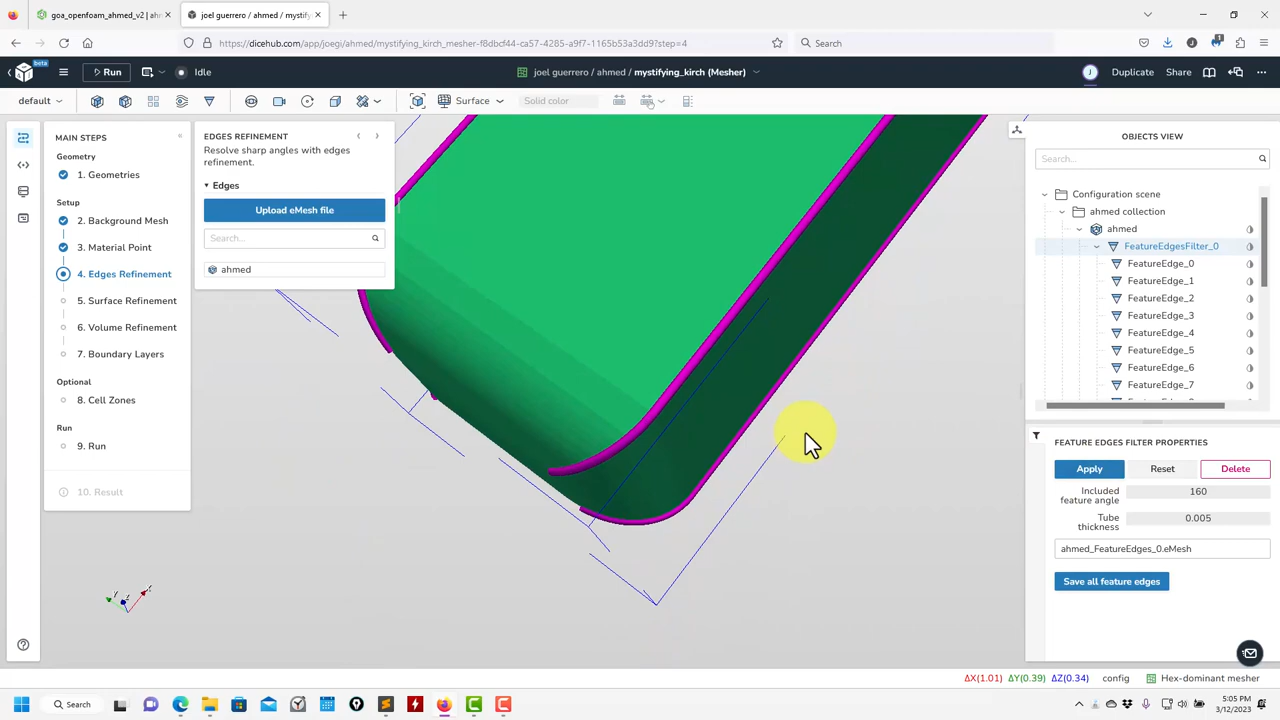 goa_openfoam_ahmed_v2 | acti
joel guerrero / ahmed / mystify
https://dicehub.com/app/joegi/ahmed/mystifying_kirch_mesher-f8dbcf44-ca57-4285-a9f7-1165b53a3dd9?step=4
Search
beta
Run
Idle
joel guerrero / ahmed / mystifying_kirch (Mesher)
J
Duplicate
Share
default
Surface
Solid color
MAIN STEPS
Geometry
1. Geometries
Setup
2. Background Mesh
3. Material Point
4. Edges Refinement
5. Surface Refinement
6. Volume Refinement
7. Boundary Layers
Optional
8. Cell Zones
Run
9. Run
10. Result
EDGES REFINEMENT
Resolve sharp angles with edges
refinement.
Edges
Upload eMesh file
Search...
ahmed
OBJECTS VIEW
Search...
Configuration scene
ahmed collection
ahmed
FeatureEdgesFilter_0
FeatureEdge_0
FeatureEdge_1
FeatureEdge_2
FeatureEdge_3
FeatureEdge_4
FeatureEdge_5
FeatureEdge_6
FeatureEdge_7
FEATURE EDGES FILTER PROPERTIES
Apply
Reset
Delete
Included
feature angle
160
Tube
thickness
0.005
ahmed_FeatureEdges_0.eMesh
Save all feature edges
ΔX(1.01) ΔY(0.39) ΔZ(0.34) config Hex-dominant mesher
Search
5:05 PM
3/12/2023